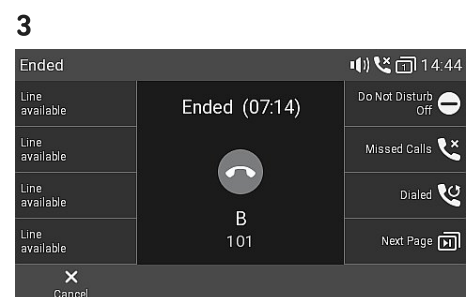 3
Ended 14:44
Line
available
Line
available
Line
available
Line
available
Ended (07:14)
B
101
Do Not Disturb
Off
Missed Calls
Dialed
Next Page
Cancel